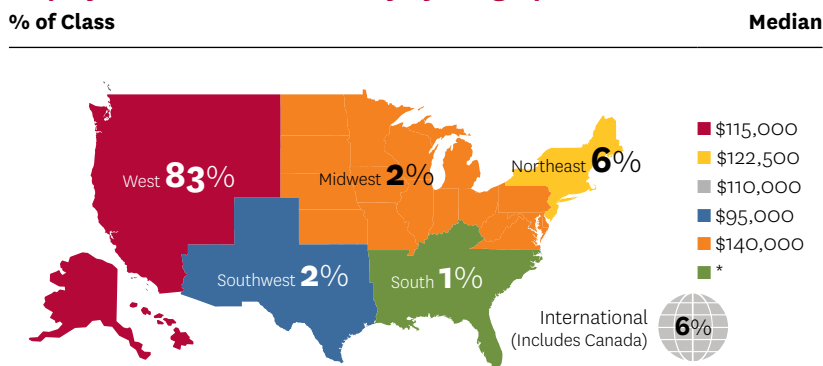 % of Class
Median
West 83%
Midwest 2%
Northeast 6%
Southwest 2%
South 1%
International
(Includes Canada)
6%
$115,000
$122,500
$110,000
$95,000
$140,000
*